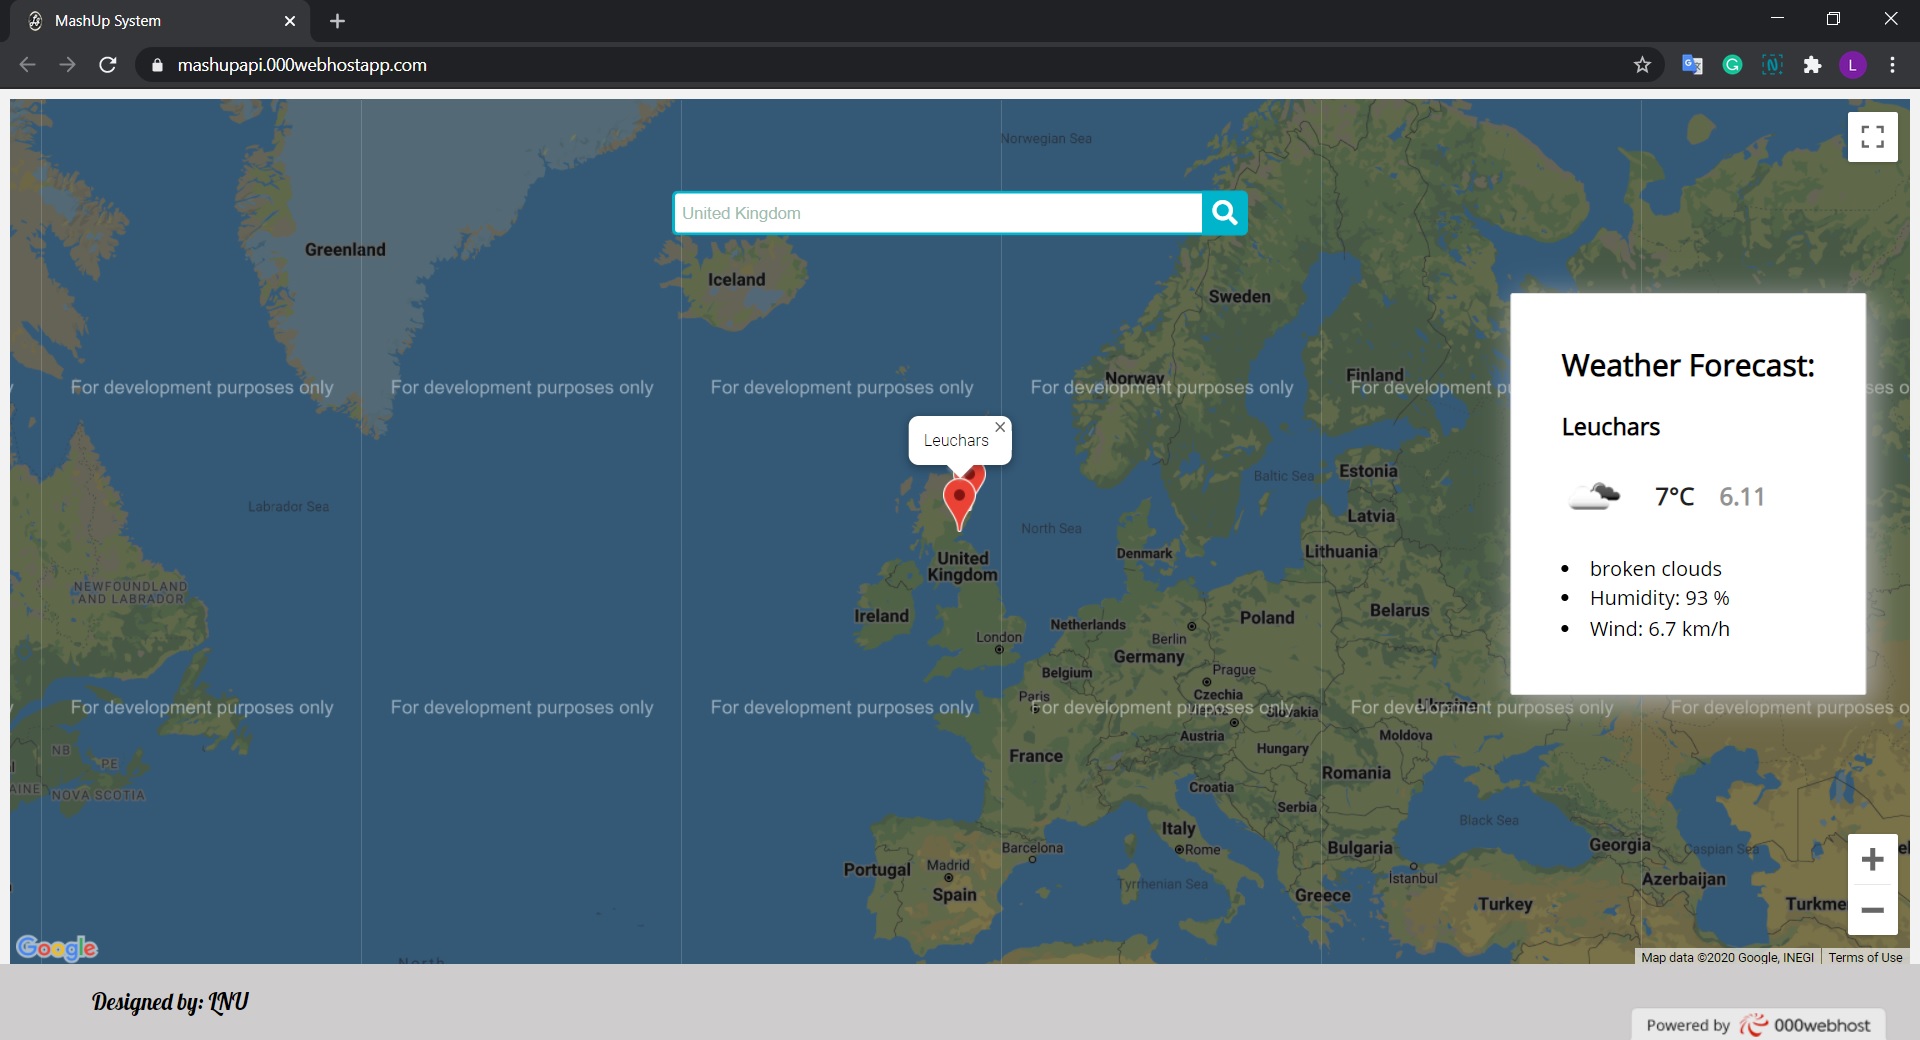 MashUp System
mashupapi.000webhostapp.com
L
Norwegian Sea
United Kingdom
Greenland
Iceland
Sweden
Weather Forecast:
Norway
Finland
For development purposes only
For development purposes only
For development purposes only
For development purposes only
For development p
ses o
Leuchars
Leuchars
Estonia
Baltic Sea
7°C 6.11
Labrador Sea
Latvia
North Sea
Denmark
Lithuania
United
Kingdom
broken clouds
NEWFOUNDLAND
AND LABRADOR
Humidity: 93 %
Ireland
Belarus
Poland
Netherlands
Wind: 6.7 km/h
London
Berlin
Germany
Belgium
Prague
Czechia
Paris
Slovakia
Ukraine
For development purposes only
For development purposes only
For development purposes only
For development purposes only
For development purposes only
For development purposes o
Austria
Moldova
NB
Hungary
France
PE
Romania
AINE
NOVA SCOTIA
Croatia
Serbia
Black Sea
Italy
Georgia
Barcelona
Rome
Bulgaria
Caspian Sea
Portugal
Madrid
Istanbul
Azerbaijan
Tyrrhenian Sea
Spain
Greece
Turkey
Turkme
Google
North
Map data ©2020 Google, INEGI
Terms of Use
Designed by: LNU
Powered by 000webhost